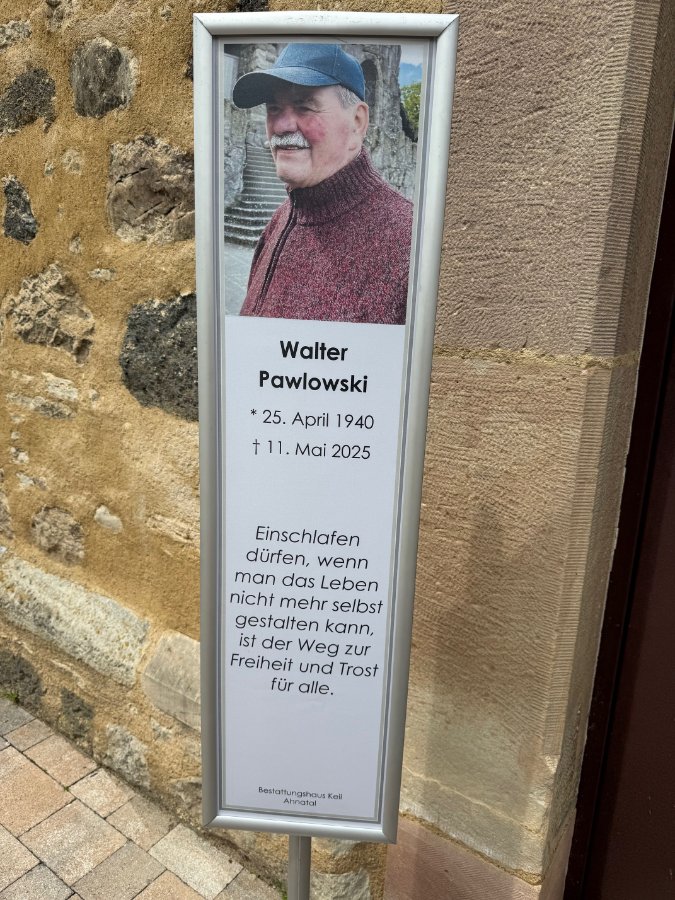 Walter
Pawlowski
* 25. April 1940
† 11. Mai 2025
Einschlafen
dürfen, wenn
man das Leben
nicht mehr selbst
gestalten kann,
ist der Weg zur
Freiheit und Trost
für alle.
Bestattungshaus Keil
Ahnatal